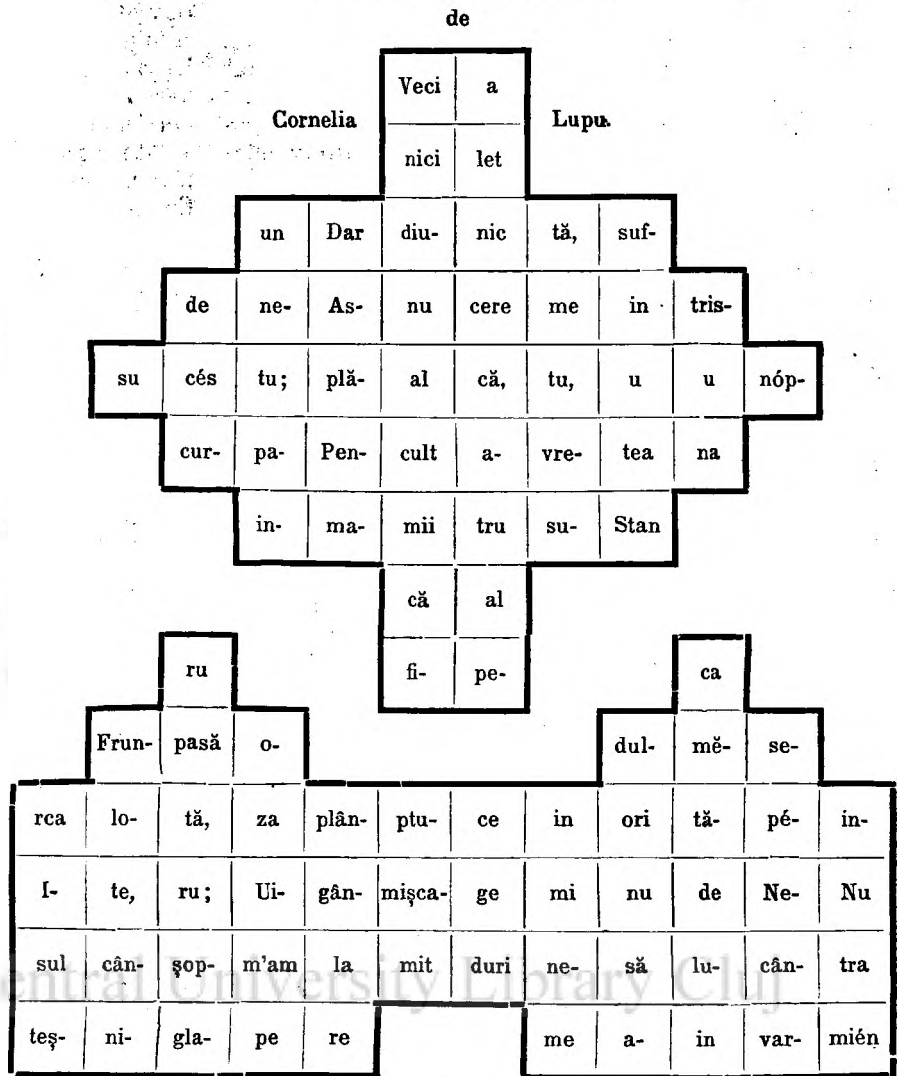 de
Veci a
Cornelia Lupu.
nici let
un Dar diu- nic tă, suf-
de ne- As- nu cere me in tris-
su cés tu; plă- al că, tu, u u nóp-
cur- pa- Pen- cult a- vre- tea na
in- ma- mii tru su- Stan
că al
ru fi- pe- ca
Frun- pasă o- dul- mĕ- se-
rca lo- tă, za plân- ptu- ce in ori tă- pé- in-
I- te, ru; Ui- gân- mişca- ge mi nu de Ne- Nu
sul cân- şop- m'am la mit duri ne- să lu- cân- tra
teş- ni- gla- pe re me a- in var- mién
Central University Library Cluj